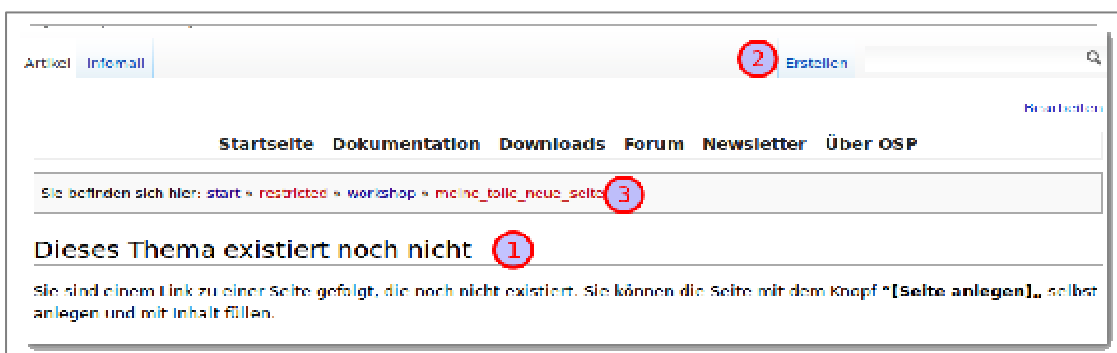 Artikel Infomail 2 Erstellen
Bearbeiten
Startseite Dokumentation Downloads Forum Newsletter Über OSP
Sie befinden sich hier: start » restricted » workshop » meine_tolle_neue_seite 3
Dieses Thema existiert noch nicht 1
Sie sind einem Link zu einer Seite gefolgt, die noch nicht existiert. Sie können die Seite mit dem Knopf "[Seite anlegen]„ selbst
anlegen und mit Inhalt füllen.